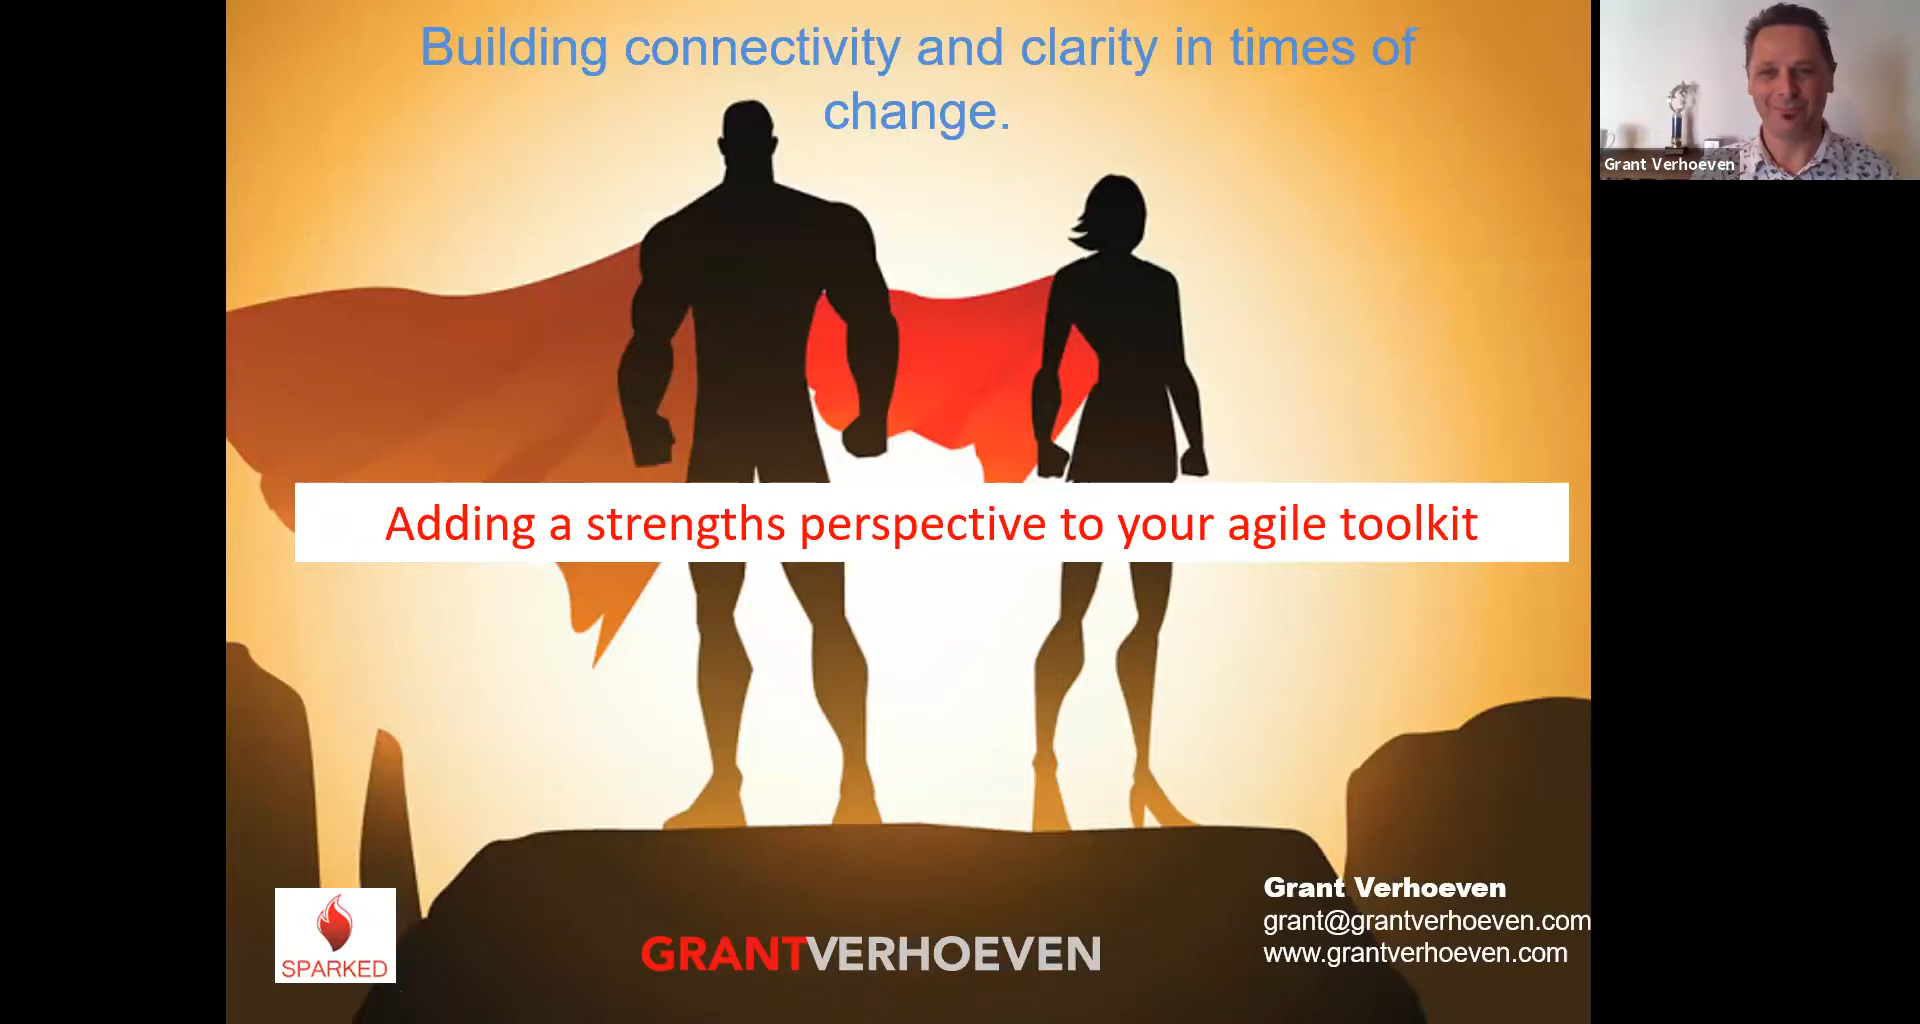 Building connectivity and clarity in times of
change.
Grant Verhoeven
Adding a strengths perspective to your agile toolkit
SPARKED
GRANTVERHOEVEN
Grant Verhoeven
grant@grantverhoeven.com
www.grantverhoeven.com